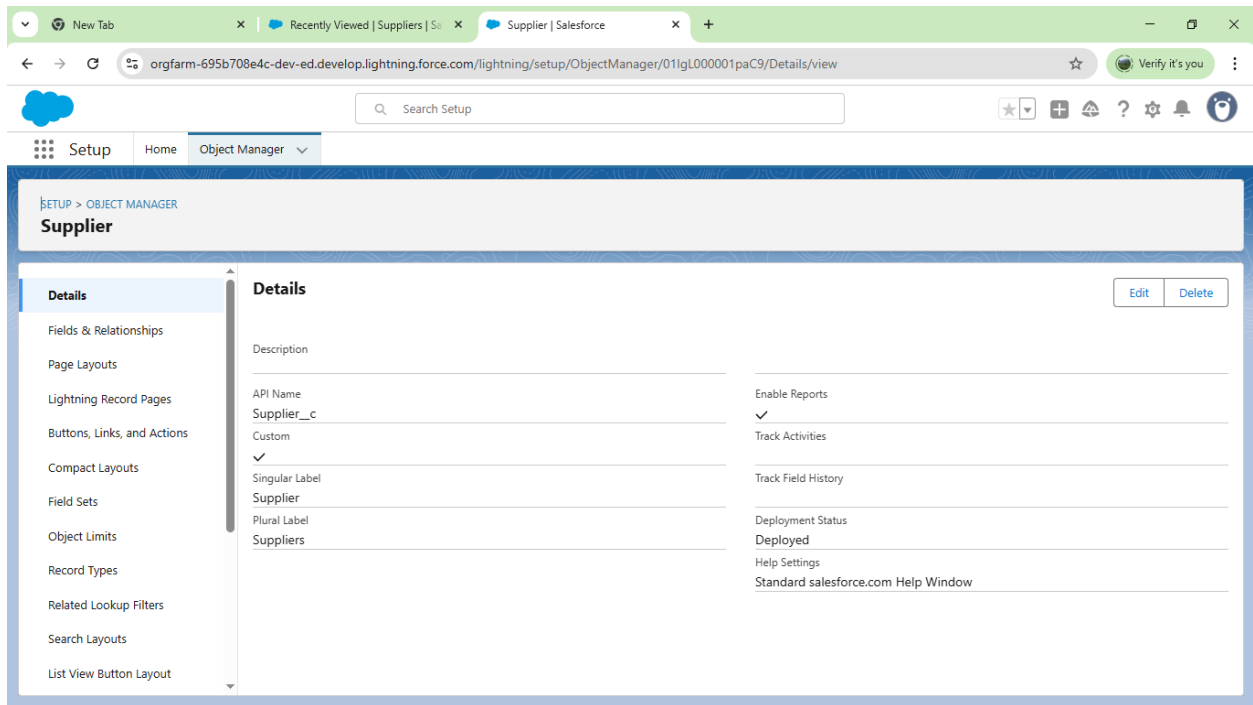 New Tab
Recently Viewed | Suppliers | Sa
Supplier | Salesforce
orgfarm-695b708e4c-dev-ed.develop.lightning.force.com/lightning/setup/ObjectManager/01IgL000001paC9/Details/view
Verify it's you
Search Setup
Setup
Home
Object Manager
SETUP > OBJECT MANAGER
Supplier
Details
Fields & Relationships
Page Layouts
Lightning Record Pages
Buttons, Links, and Actions
Compact Layouts
Field Sets
Object Limits
Record Types
Related Lookup Filters
Search Layouts
List View Button Layout
Details
Edit
Delete
Description
API Name
Supplier__c
Custom
Singular Label
Supplier
Plural Label
Suppliers
Enable Reports
Track Activities
Track Field History
Deployment Status
Deployed
Help Settings
Standard salesforce.com Help Window